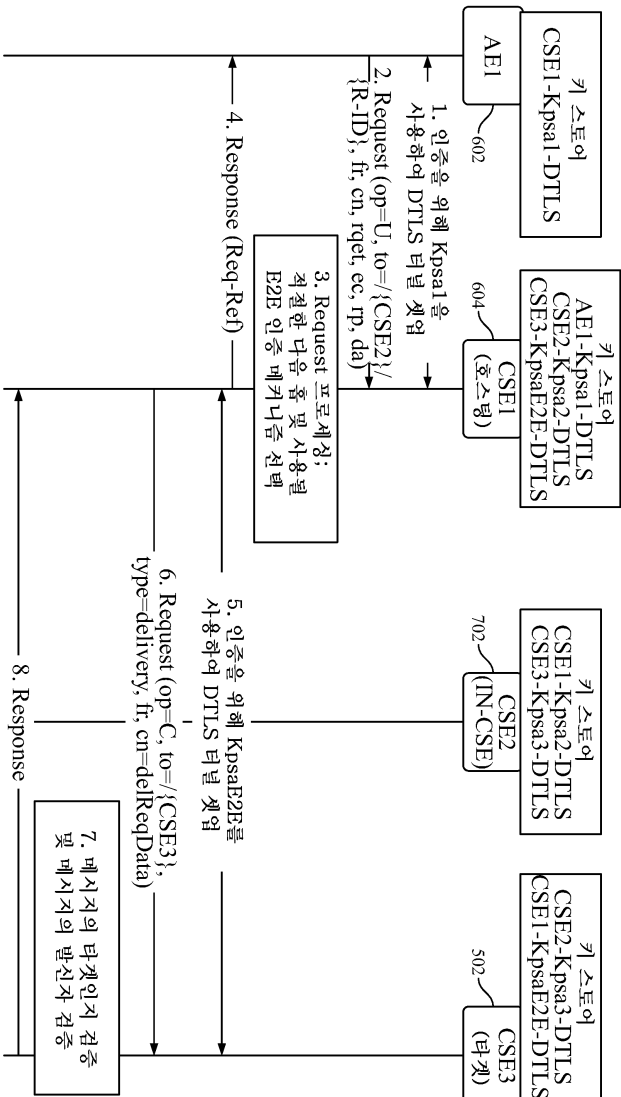 키 스토어
CSE1-Kpsa1-DTLS
AE1
602
키 스토어
AE1-Kpsa1-DTLS
CSE2-Kpsa2-DTLS
CSE3-KpsaE2E-DTLS
CSE1
(호스팅)
604
키 스토어
CSE1-Kpsa2-DTLS
CSE3-Kpsa3-DTLS
CSE2
(IN-CSE)
702
키 스토어
CSE2-Kpsa3-DTLS
CSE1-KpsaE2E-DTLS
CSE3
(타겟)
502
1. 인증을 위해 Kpsa1을
사용하여 DTLS 터널 셋업
2. Request (op=U, to=/{CSE2}/
{R-ID}, fr, cn, rqet, ec, rp, da)
3. Request 프로세싱;
적절한 다음 홉 및 사용될
E2E 인증 메커니즘 선택
4. Response (Req-Ref)
5. 인증을 위해 KpsaE2E를
사용하여 DTLS 터널 셋업
6. Request (op=C, to=/{CSE3},
type=delivery, fr, cn=delReqData)
7. 메시지의 타겟인지 검증
및 메시지의 발신자 검증
8. Response